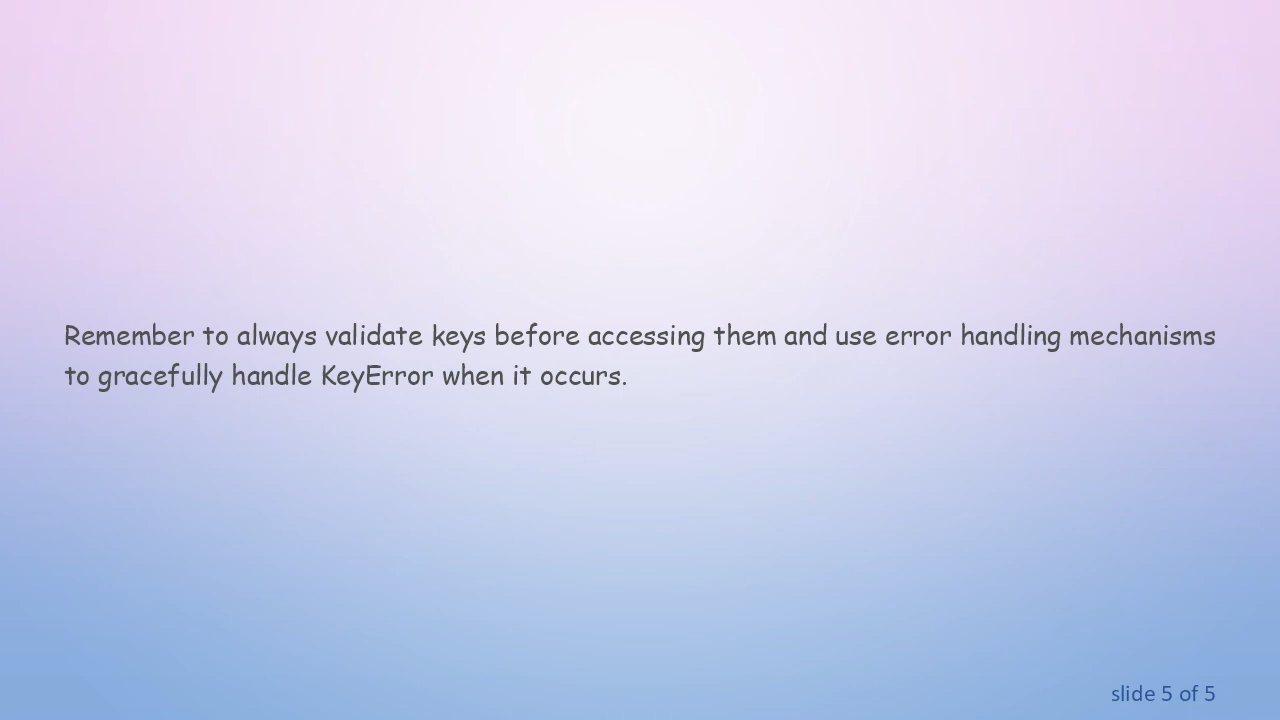 Remember to always validate keys before accessing them and use error handling mechanisms
to gracefully handle KeyError when it occurs.
slide 5 of 5